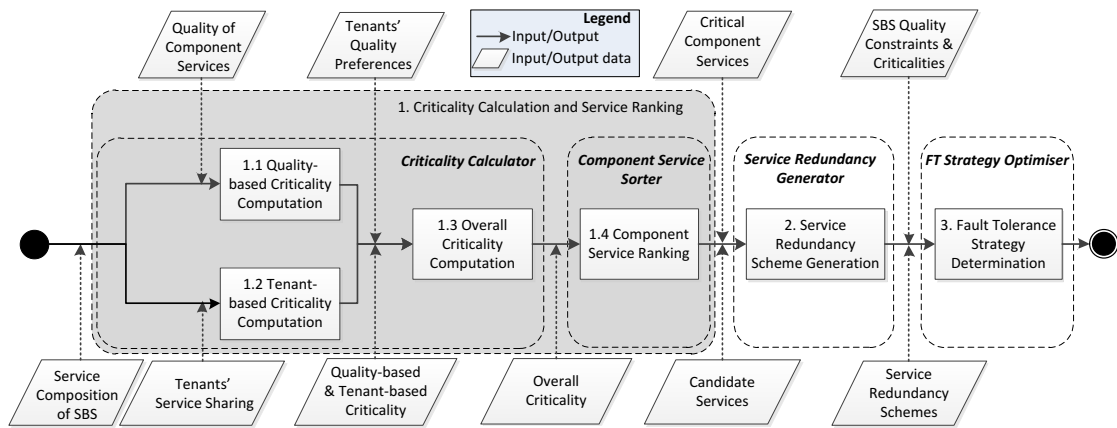 Quality of
Component
Services
Tenants'
Quality
Preferences
Legend
Input/Output
Input/Output data
Critical
Component
Services
SBS Quality
Constraints &
Criticalities
1. Criticality Calculation and Service Ranking
Criticality Calculator
Component Service
Sorter
Service Redundancy
Generator
FT Strategy Optimiser
1.1 Quality-
based Criticality
Computation
1.2 Tenant-
based Criticality
Computation
1.3 Overall
Criticality
Computation
1.4 Component
Service Ranking
2. Service
Redundancy
Scheme Generation
3. Fault Tolerance
Strategy
Determination
Service
Composition
of SBS
Tenants'
Service Sharing
Quality-based
& Tenant-based
Criticality
Overall
Criticality
Candidate
Services
Service
Redundancy
Schemes